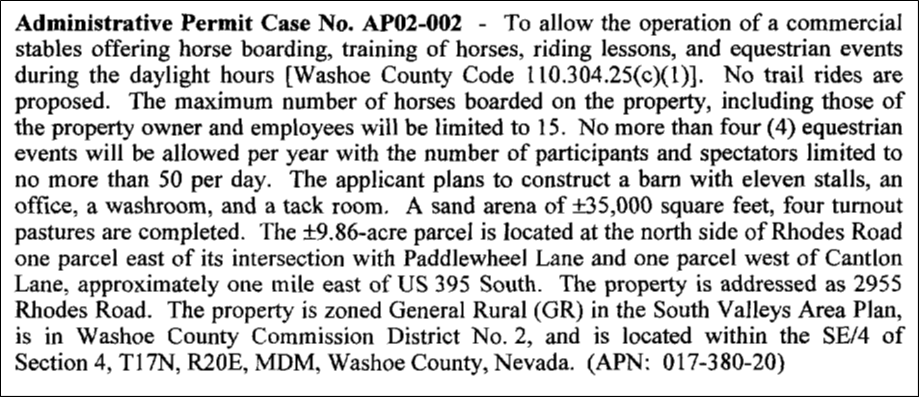 Administrative Permit Case No. AP02-002 - To allow the operation of a commercial
stables offering horse boarding, training of horses, riding lessons, and equestrian events
during the daylight hours [Washoe County Code 110.304.25(c)(1)]. No trail rides are
proposed. The maximum number of horses boarded on the property, including those of
the property owner and employees will be limited to 15. No more than four (4) equestrian
events will be allowed per year with the number of participants and spectators limited to
no more than 50 per day. The applicant plans to construct a barn with eleven stalls, an
office, a washroom, and a tack room. A sand arena of ±35,000 square feet, four turnout
pastures are completed. The ±9.86-acre parcel is located at the north side of Rhodes Road
one parcel east of its intersection with Paddlewheel Lane and one parcel west of Cantlon
Lane, approximately one mile east of US 395 South. The property is addressed as 2955
Rhodes Road. The property is zoned General Rural (GR) in the South Valleys Area Plan,
is in Washoe County Commission District No. 2, and is located within the SE/4 of
Section 4, T17N, R20E, MDM, Washoe County, Nevada. (APN: 017-380-20)